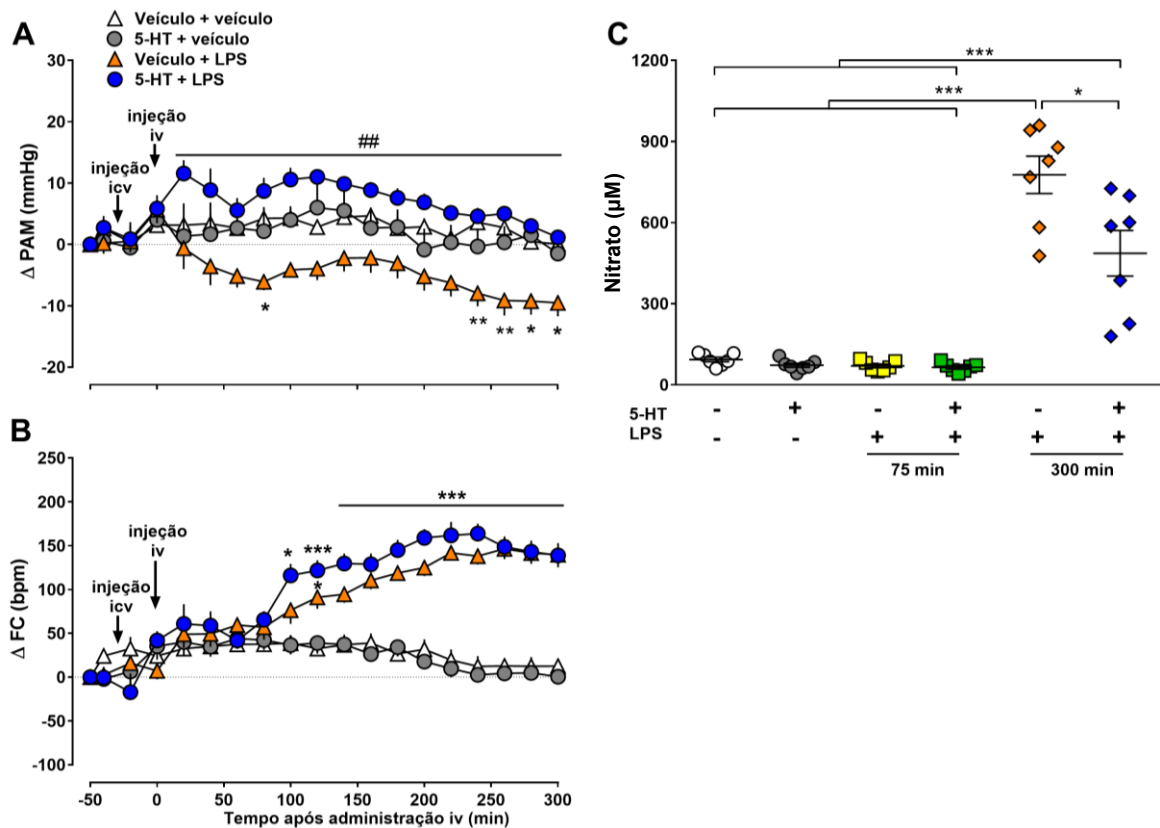 A
Veículo + veículo
5-HT + veículo
Veículo + LPS
5-HT + LPS
30
20
10
0
-10
-20
Δ PAM (mmHg)
injeção
iv
injeção
icv
##
*
**
**
*
*
B
250
200
150
100
50
0
-50
-100
Δ FC (bpm)
injeção
iv
injeção
icv
*
***
*
***
-50 0 50 100 150 200 250 300
Tempo após administração iv (min)
C
1200
900
600
300
0
Nitrato (µM)
***
***
*
5-HT - + - + - +
LPS - - + + + +
75 min 300 min